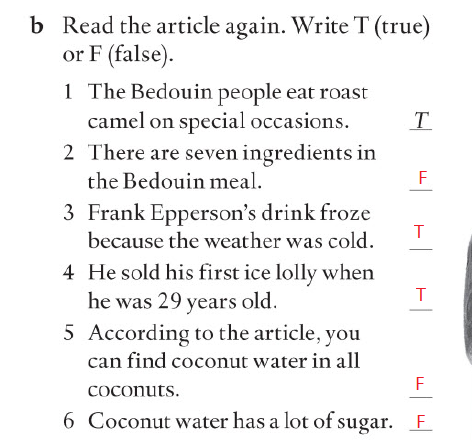 b Read the article again. Write T (true)
or F (false).
1 The Bedouin people eat roast
camel on special occasions. T
2 There are seven ingredients in
the Bedouin meal. F
3 Frank Epperson's drink froze
because the weather was cold. T
4 He sold his first ice lolly when
he was 29 years old. T
5 According to the article, you
can find coconut water in all
coconuts. F
6 Coconut water has a lot of sugar. F